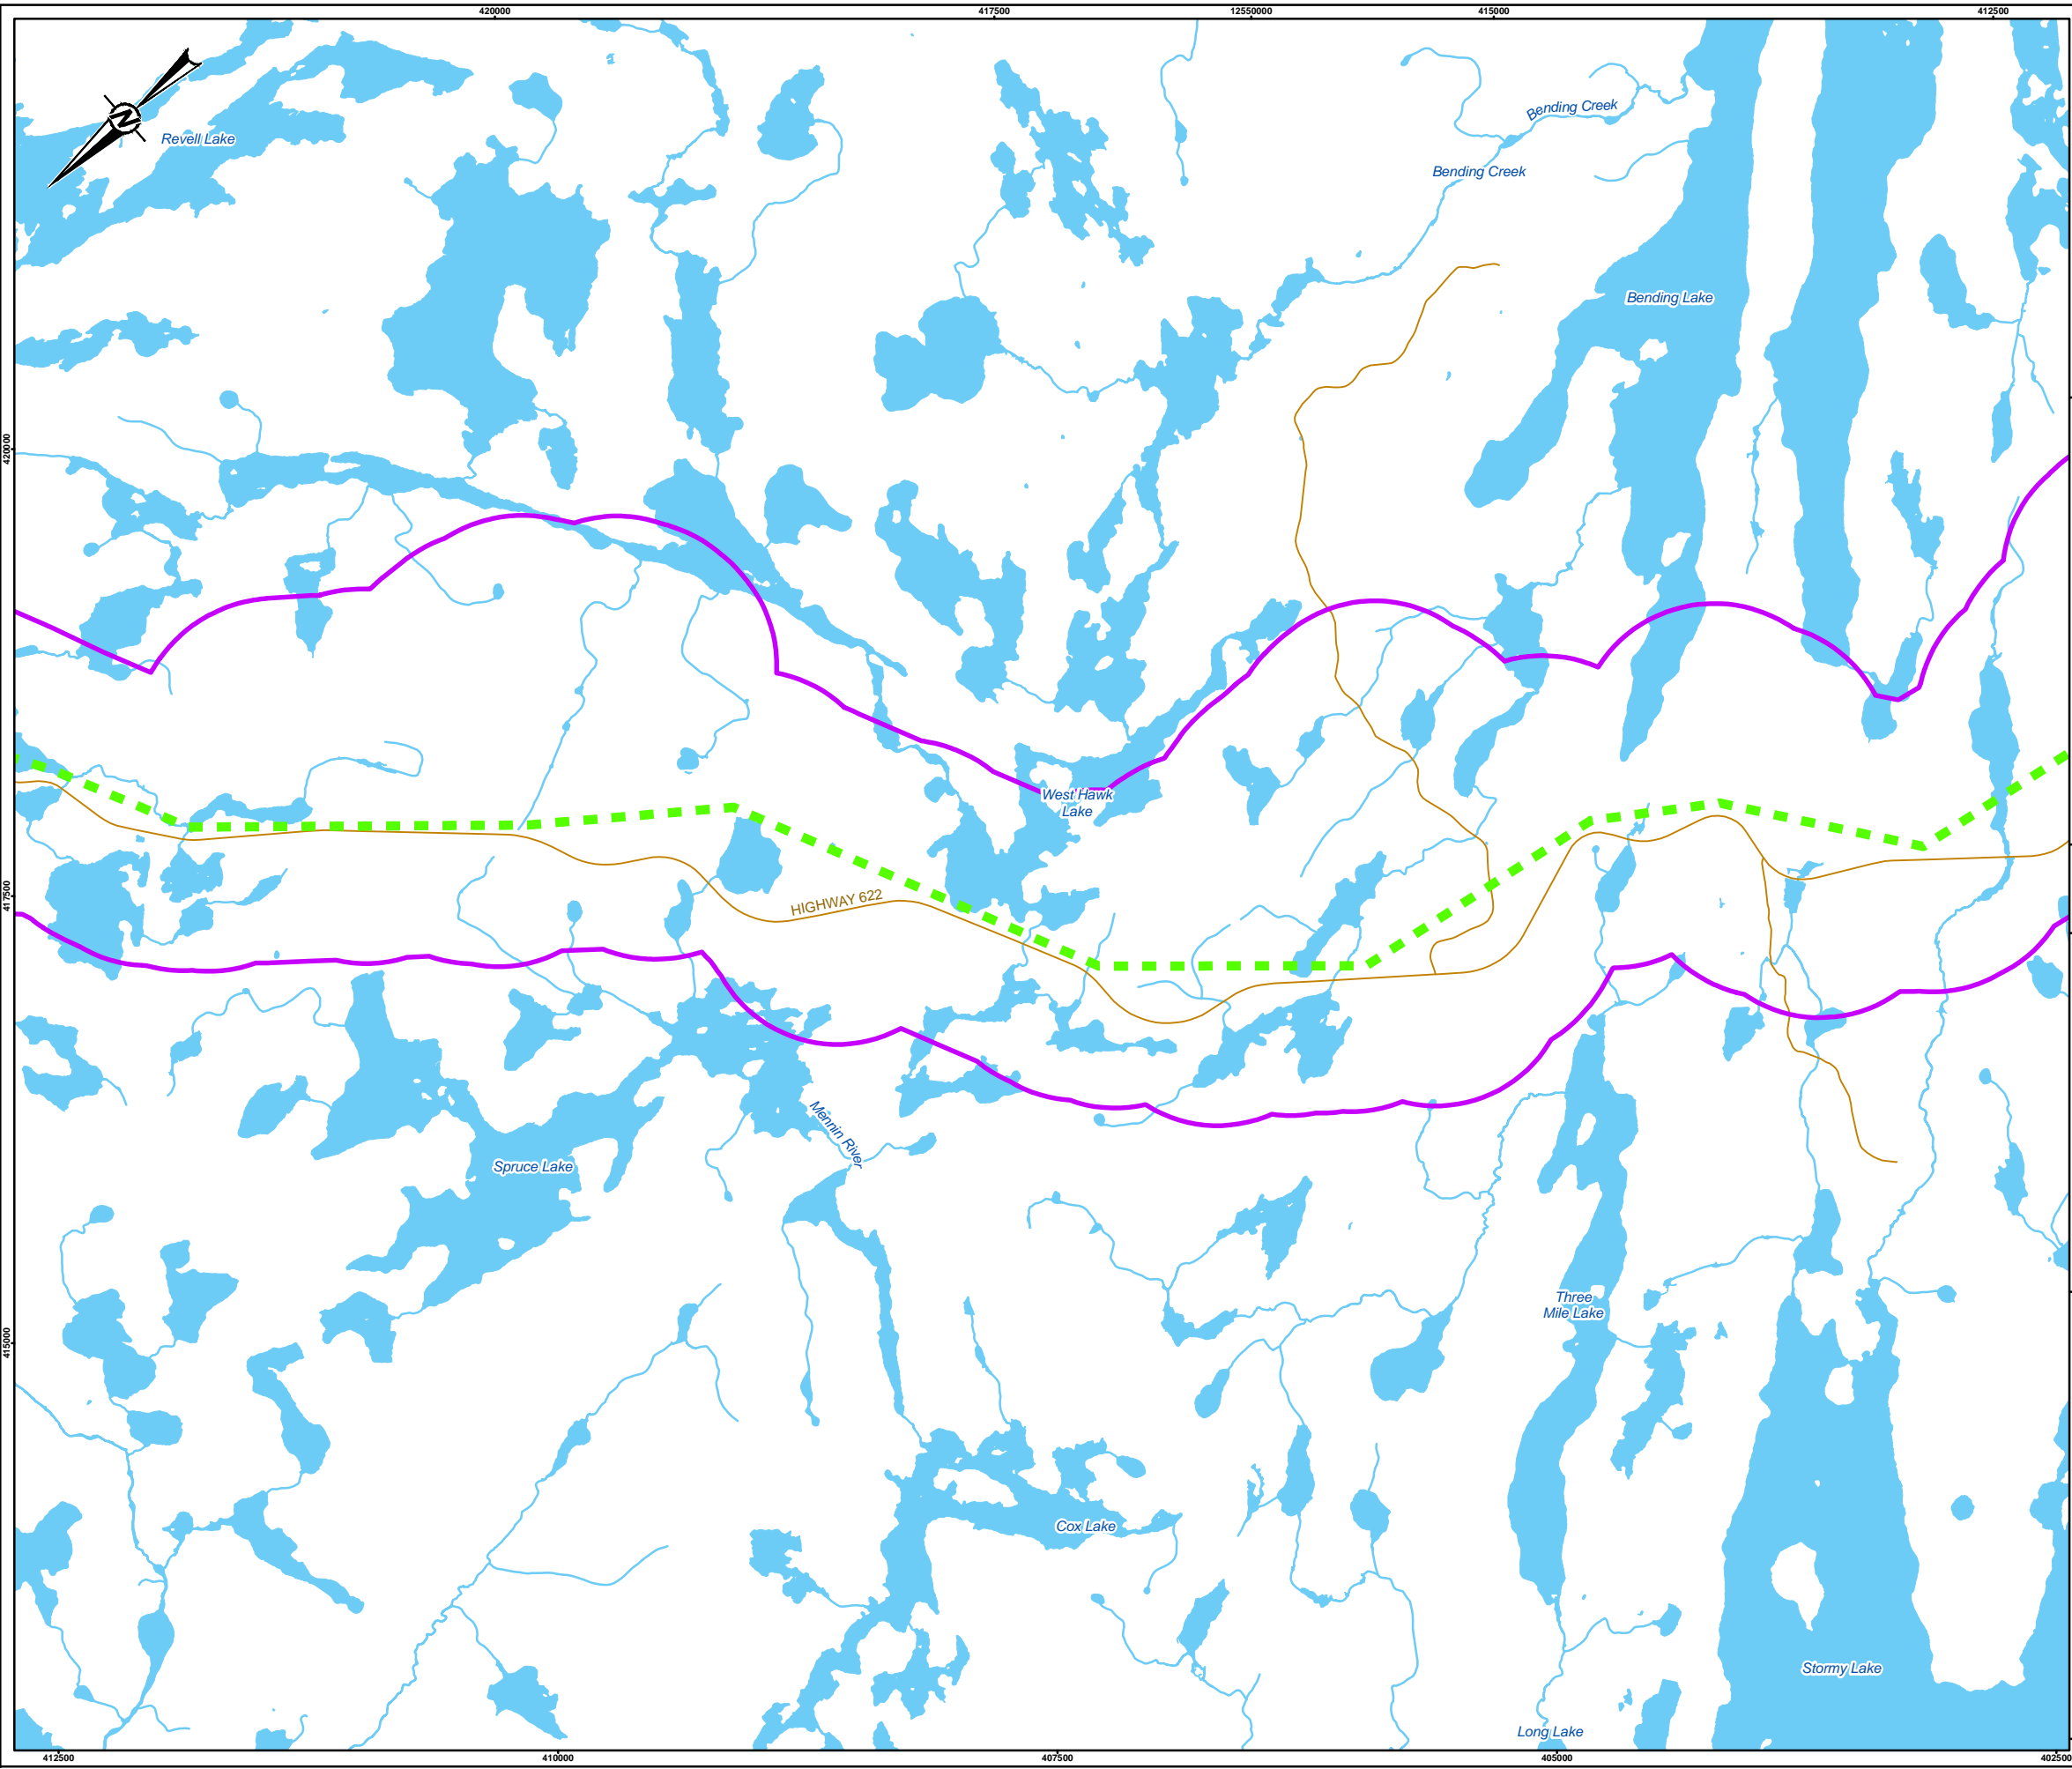 420000
417500
12550000
415000
412500
N
Revell Lake
Bending Creek
Bending Creek
Bending Lake
42000
West Hawk
Lake
417500
HIGHWAY 622
Mennin River
Spruce Lake
Three
Mile Lake
415000
Cox Lake
Stormy Lake
Long Lake
412500
410000
407500
405000
402500